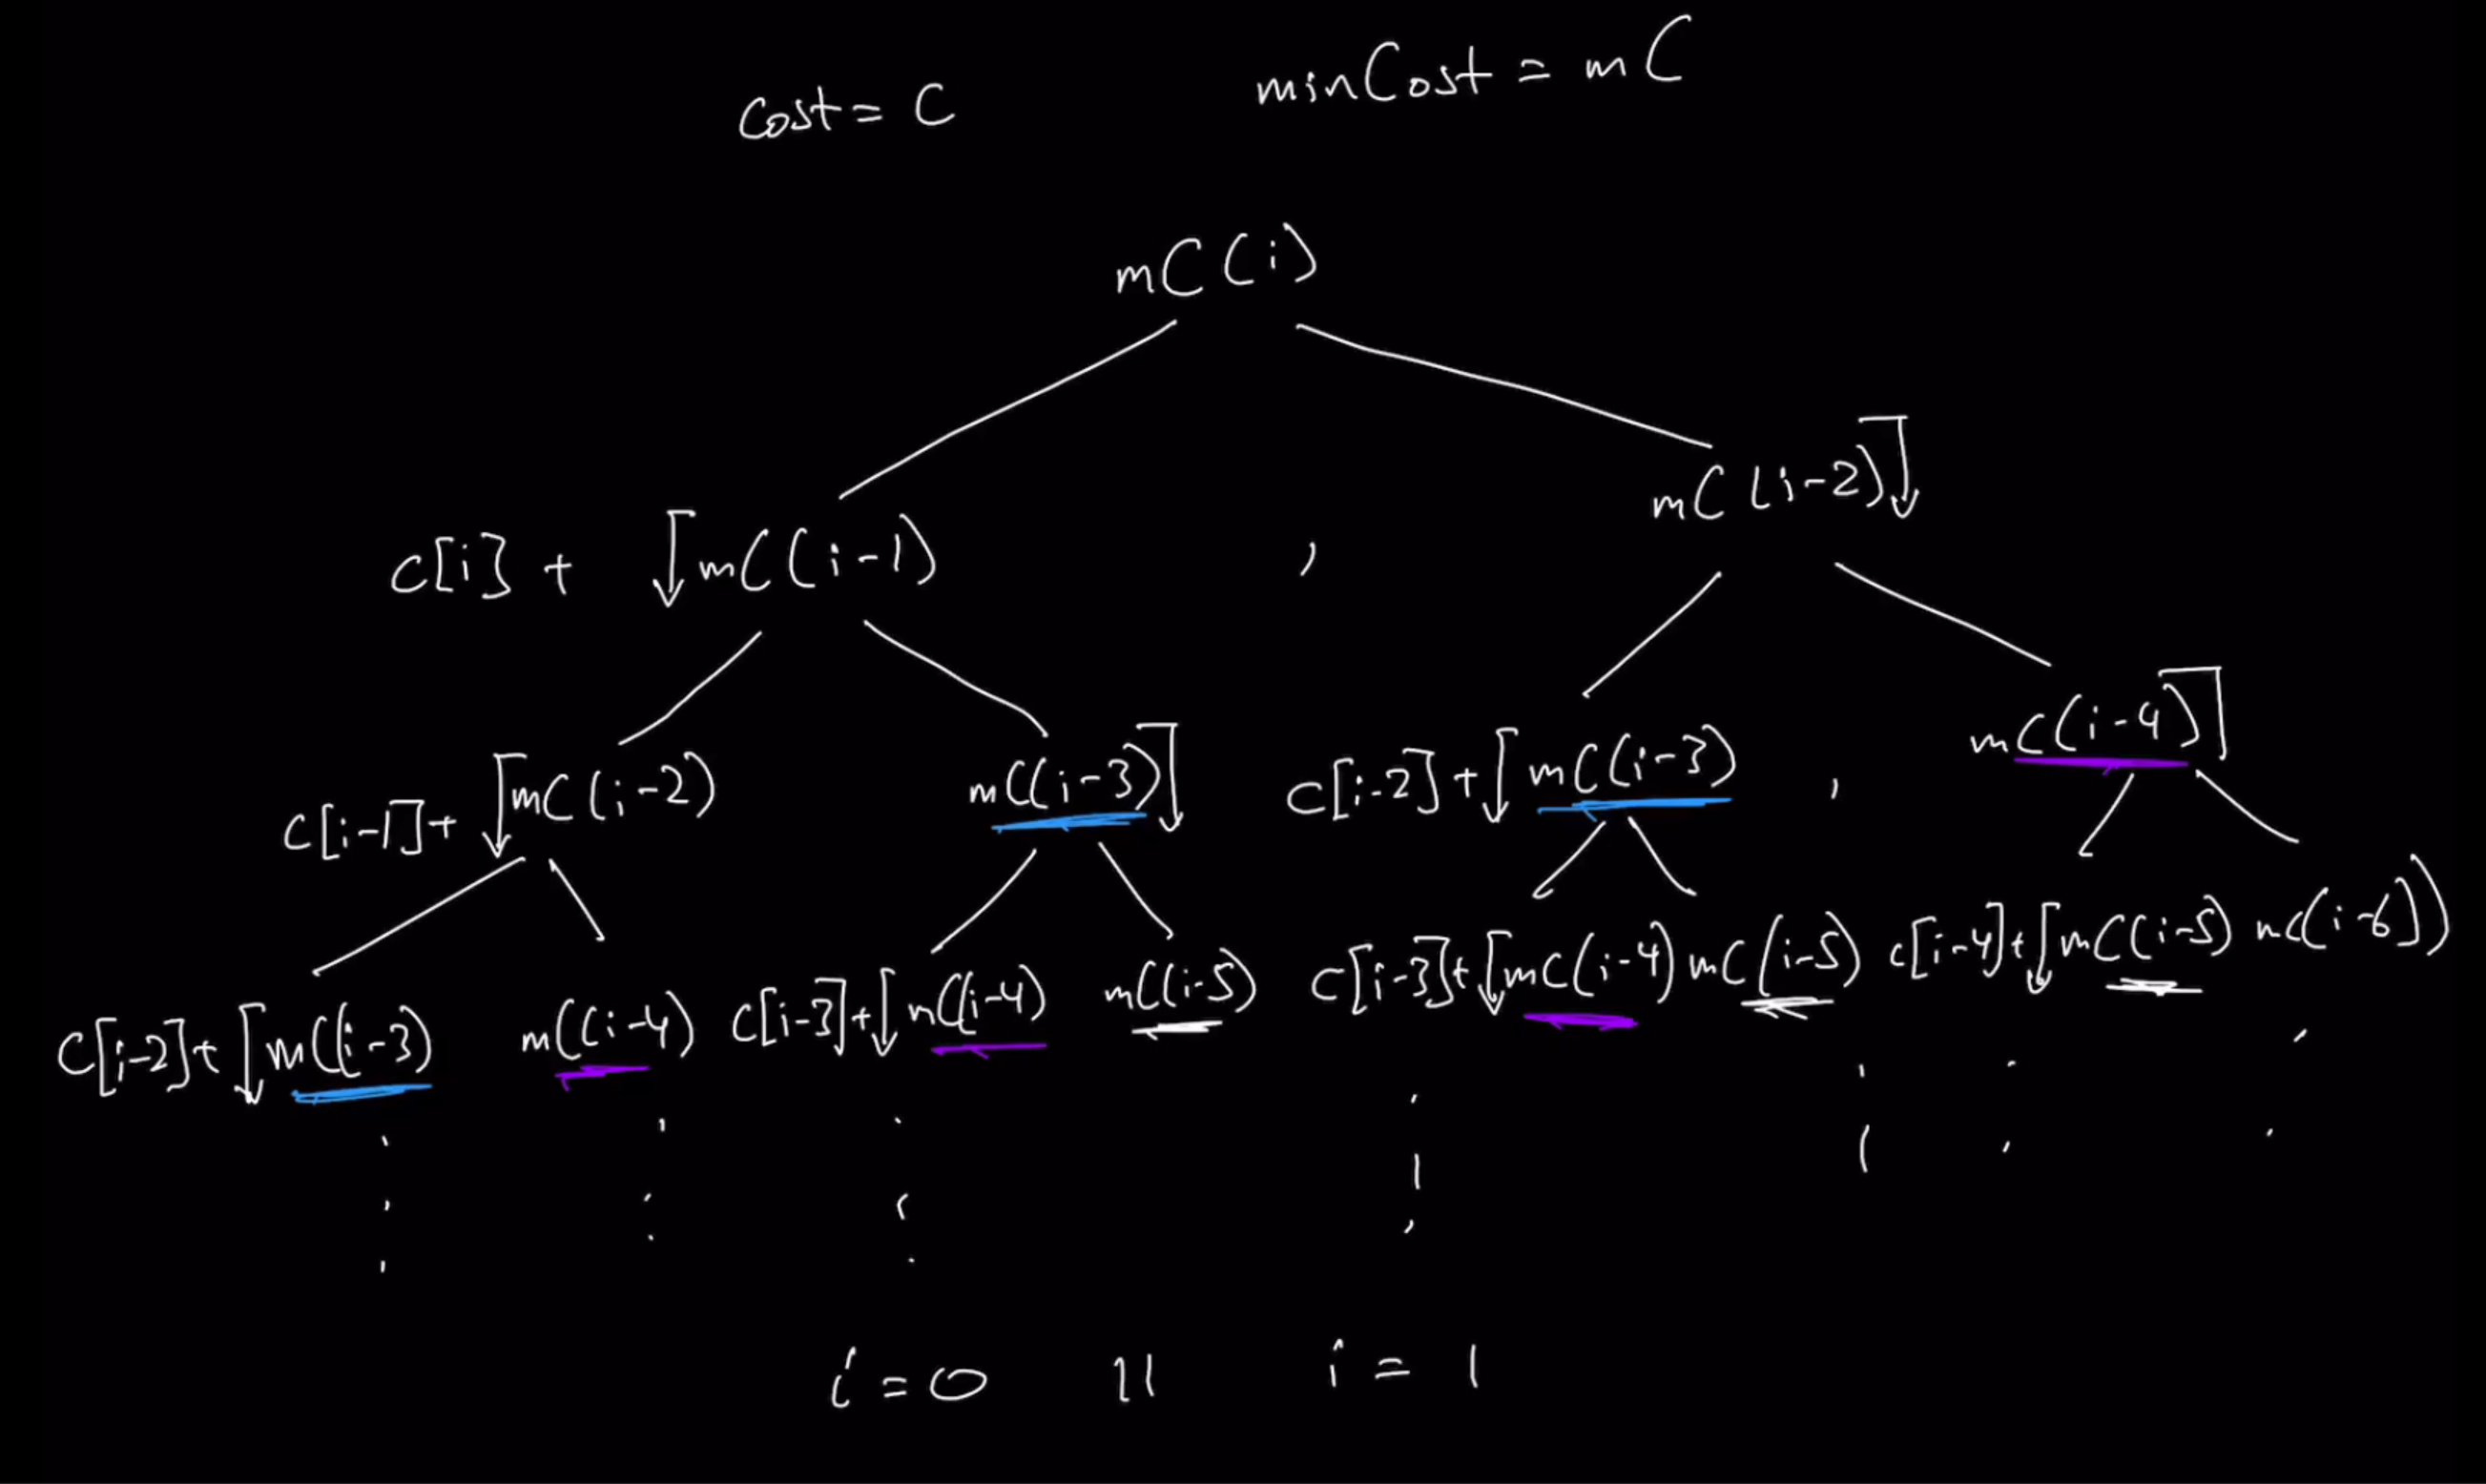 Cost = C minCost = mC
mC(i)
mC(i-2)]
C[i] + [mC(i-1) ,
C[i-1] + [mC(i-2) mC(i-3)] C[i-2] + [mC(i-3) , mC(i-4)]
C[i-2] + [mC(i-3) mC(i-4) C[i-3] + [mC(i-4) mC(i-5) C[i-3] + [mC(i-4) mC(i-5) C[i-4] + [mC(i-5) mC(i-6))
i = 0 || i = 1